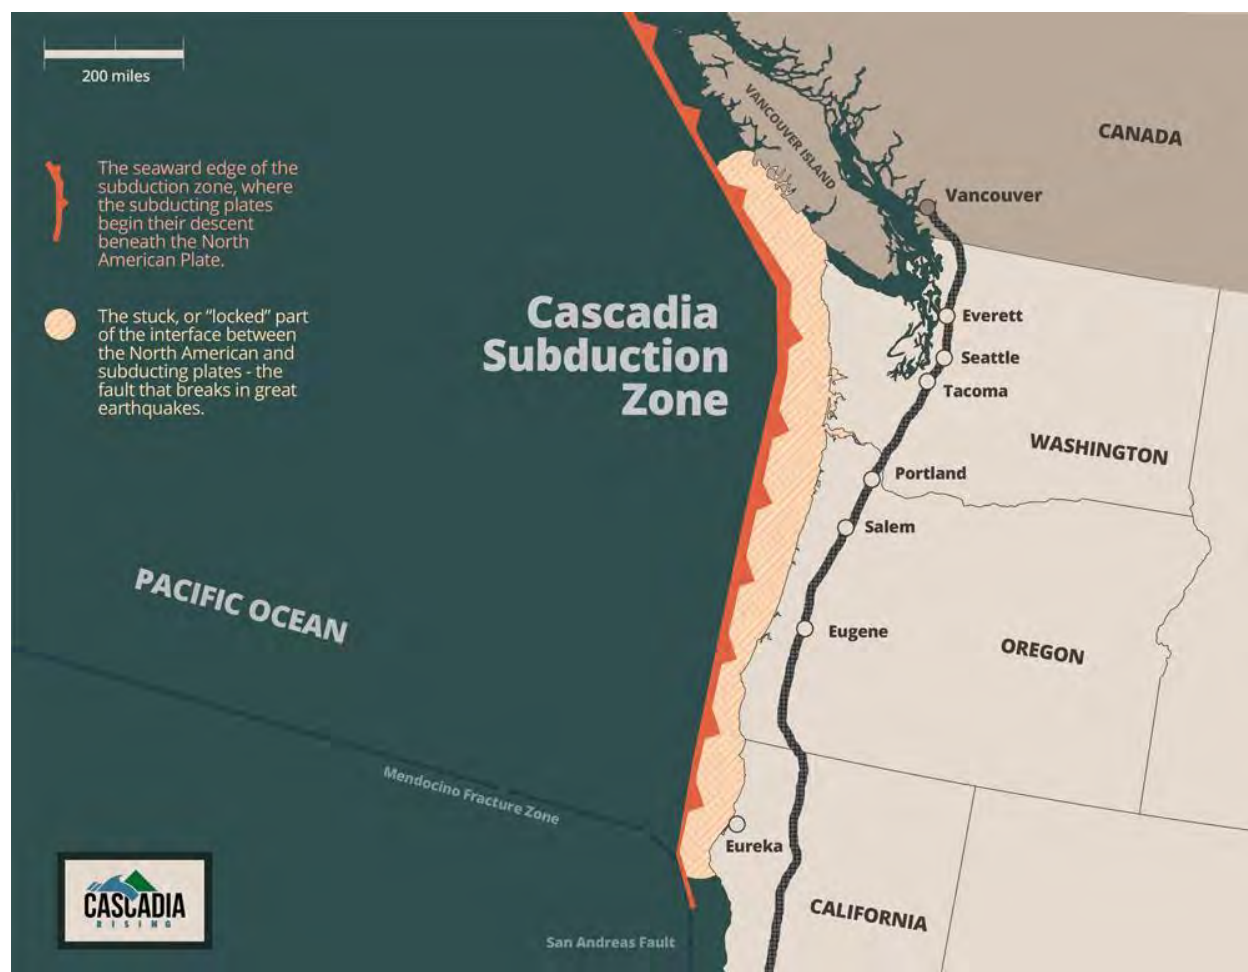 200 miles
The seaward edge of the
subduction zone, where
the subducting plates
begin their descent
beneath the North
American Plate.
The stuck, or “locked” part
of the interface between
the North American and
subducting plates - the
fault that breaks in great
earthquakes.
Cascadia
Subduction
Zone
VANCOUVER ISLAND
CANADA
Vancouver
Everett
Seattle
Tacoma
WASHINGTON
Portland
Salem
PACIFIC OCEAN
Eugene
OREGON
Mendocino Fracture Zone
Eureka
CALIFORNIA
San Andreas Fault
CASCADIA
RISING